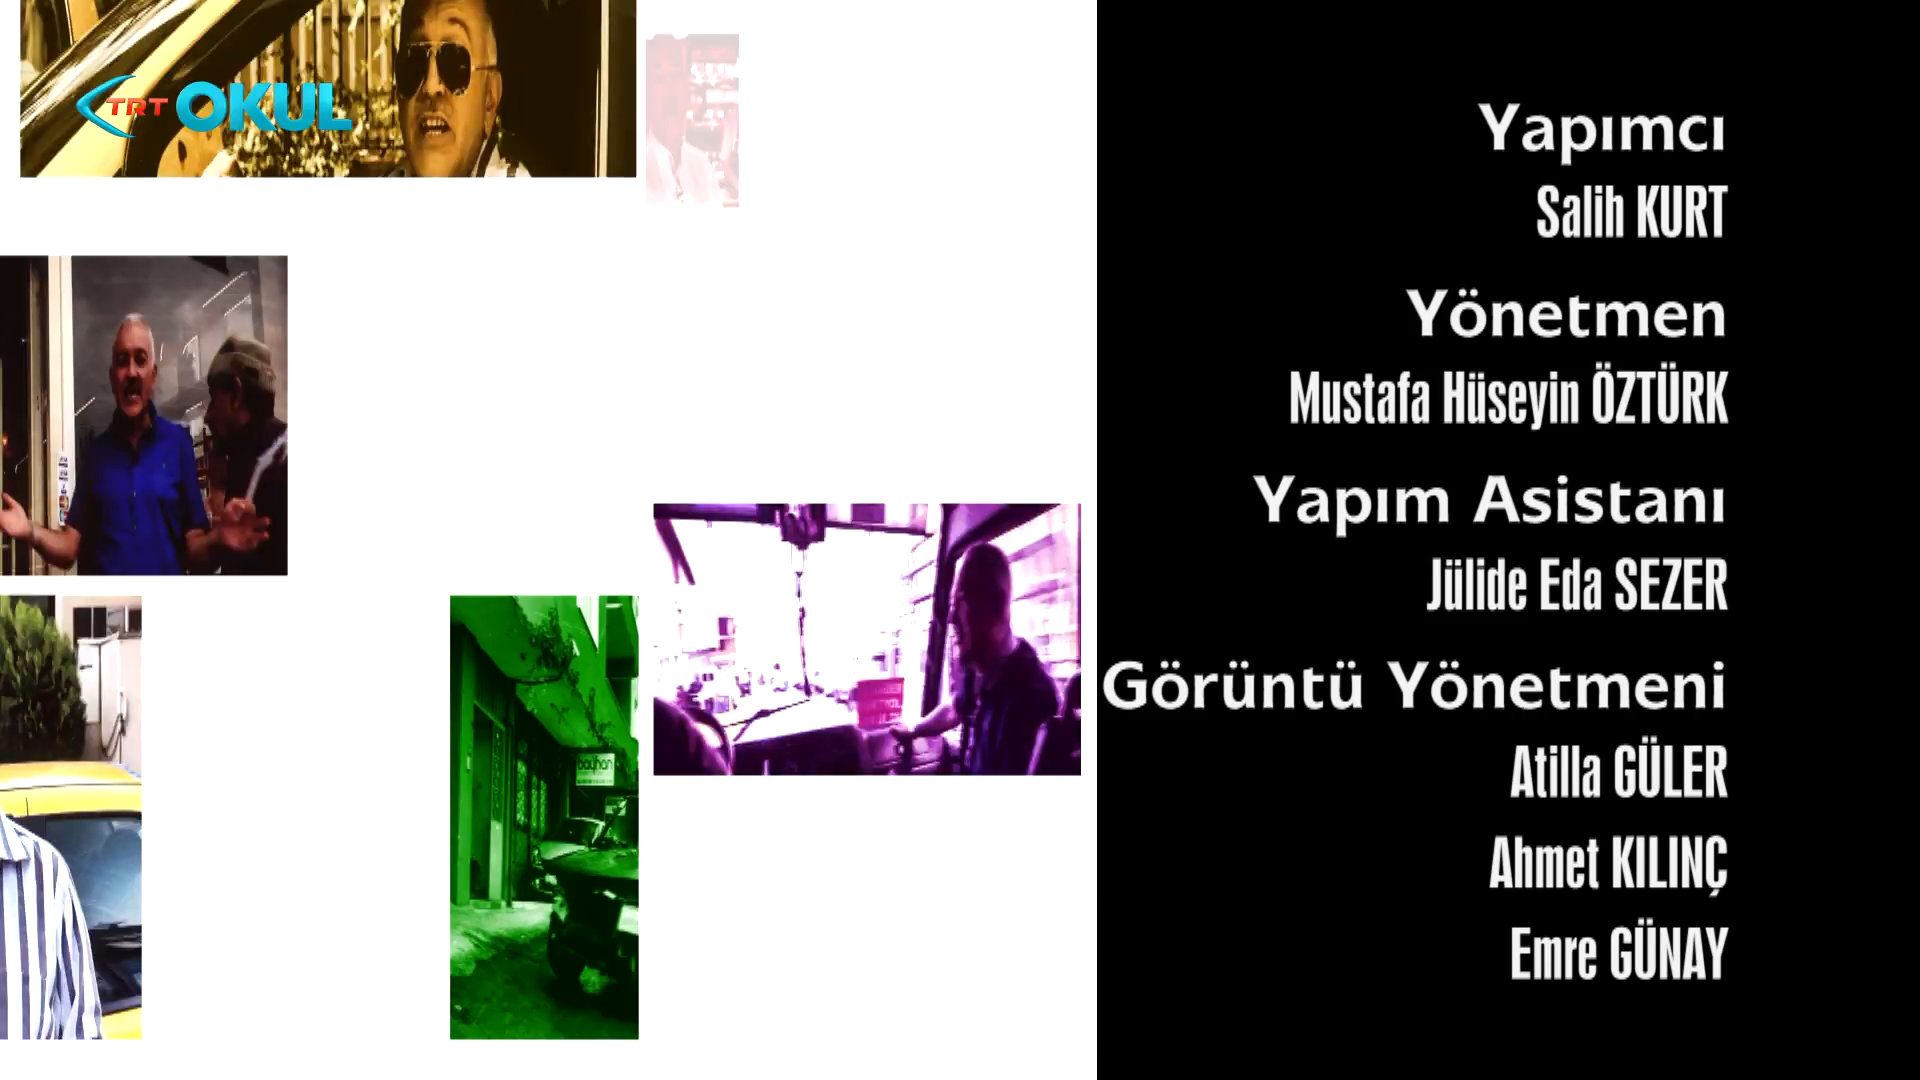 TRT OKUL
bayhan
Yapımcı
Salih KURT
Yönetmen
Mustafa Hüseyin ÖZTÜRK
Yapım Asistanı
Jülide Eda SEZER
Görüntü Yönetmeni
Atilla GÜLER
Ahmet KILINÇ
Emre GÜNAY